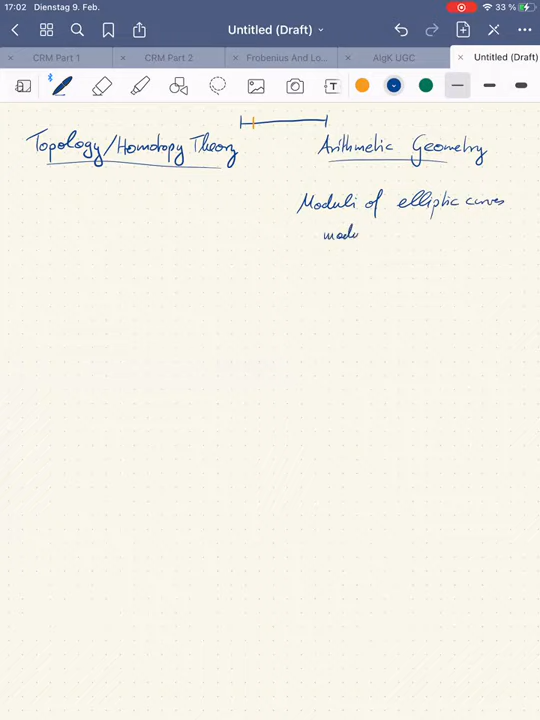 17:02 Dienstag 9. Feb. 33 %
Untitled (Draft)
CRM Part 1
CRM Part 2
Frobenius And Lo...
AlgK UGC
Untitled (Draft)
T
Topology/Homotopy Theory
Arithmetic Geometry
Moduli of elliptic curves
modu